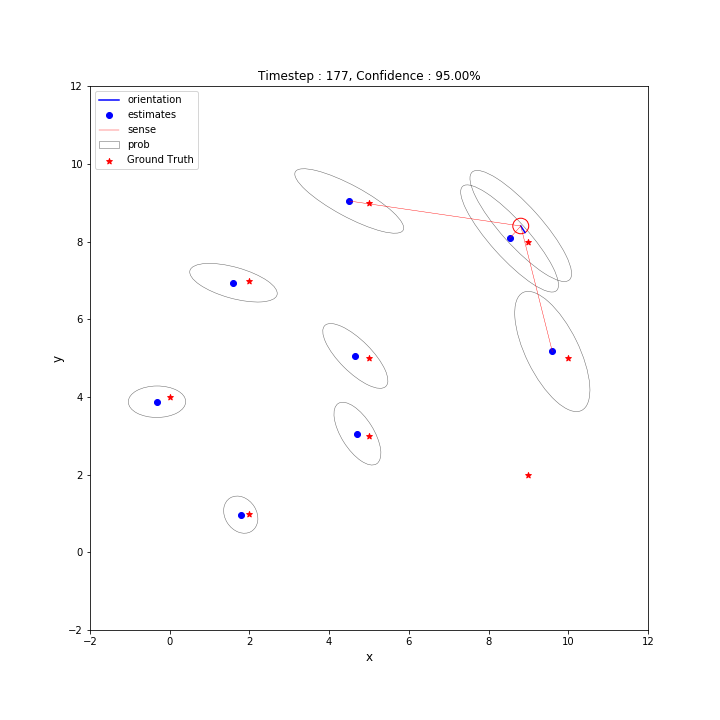 Timestep : 177, Confidence : 95.00%
12
10
8
6
4
2
0
−2
y
orientation
estimates
sense
prob
Ground Truth
−2 0 2 4 6 8 10 12
x